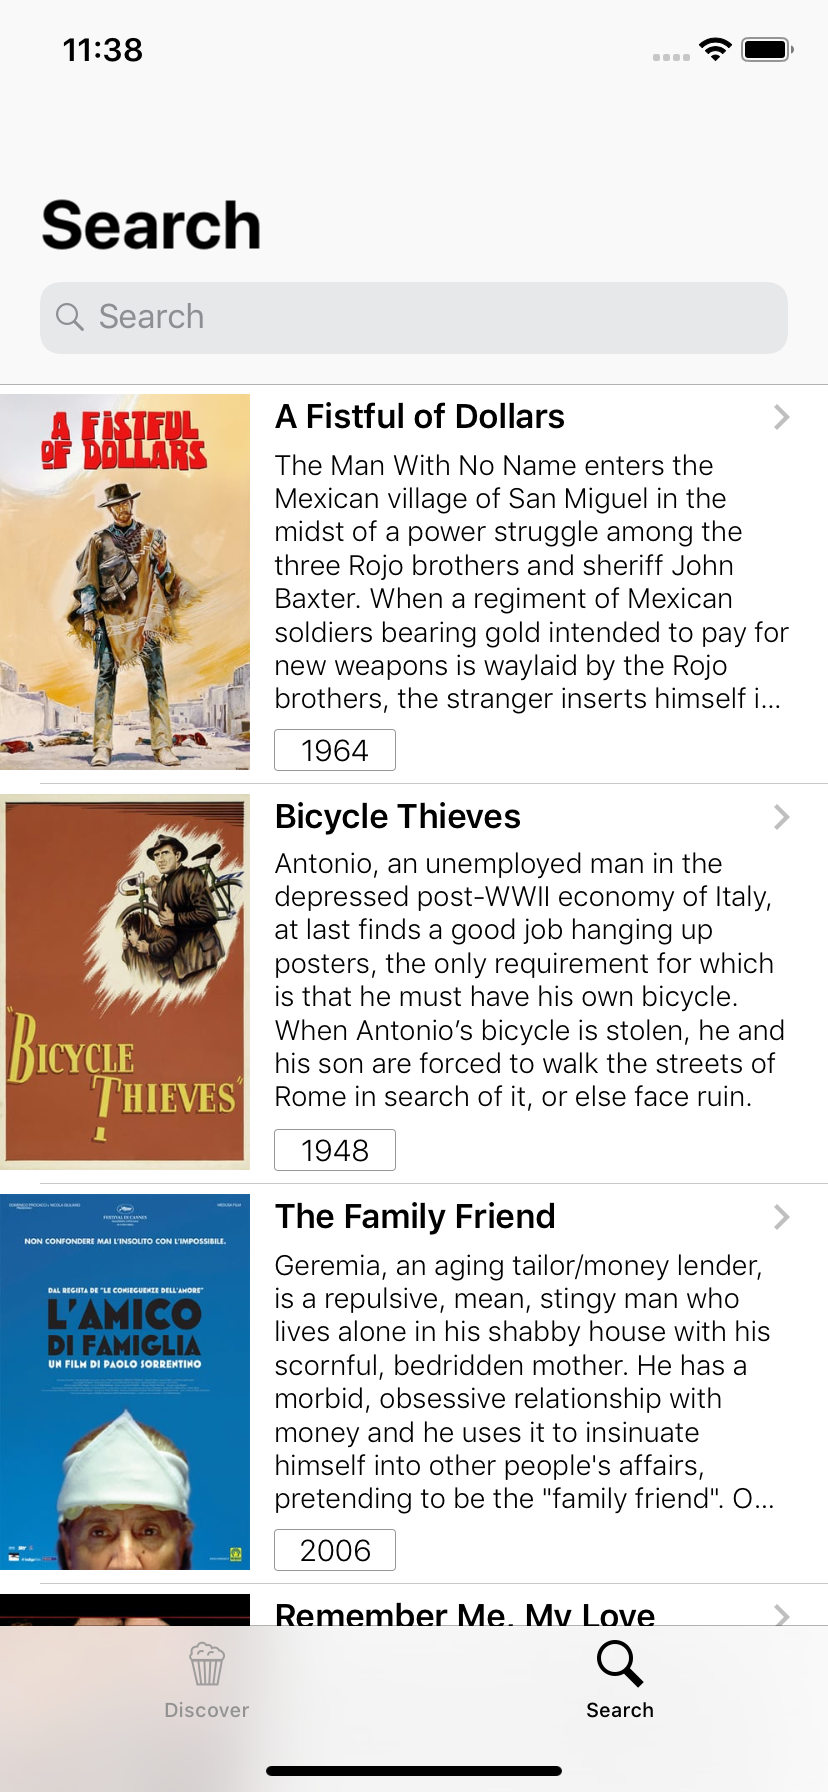 11:38
Search
Search
A FISTFUL
OF DOLLARS
A Fistful of Dollars
The Man With No Name enters the
Mexican village of San Miguel in the
midst of a power struggle among the
three Rojo brothers and sheriff John
Baxter. When a regiment of Mexican
soldiers bearing gold intended to pay for
new weapons is waylaid by the Rojo
brothers, the stranger inserts himself i...
1964
"BICYCLE
THIEVES"
Bicycle Thieves
Antonio, an unemployed man in the
depressed post-WWII economy of Italy,
at last finds a good job hanging up
posters, the only requirement for which
is that he must have his own bicycle.
When Antonio’s bicycle is stolen, he and
his son are forced to walk the streets of
Rome in search of it, or else face ruin.
1948
FESTIVAL DE CANNES
MEDUSA FILM
NON CONFONDERE MAI L'INSOLITO CON L'IMPOSSIBILE.
DAL REGISTA DE "LE CONSEGUENZE DELL'AMORE"
L'AMICO
DI FAMIGLIA
UN FILM DI PAOLO SORRENTINO
The Family Friend
Geremia, an aging tailor/money lender,
is a repulsive, mean, stingy man who
lives alone in his shabby house with his
scornful, bedridden mother. He has a
morbid, obsessive relationship with
money and he uses it to insinuate
himself into other people's affairs,
pretending to be the "family friend". O...
2006
Remember Me, My Love
Discover
Search